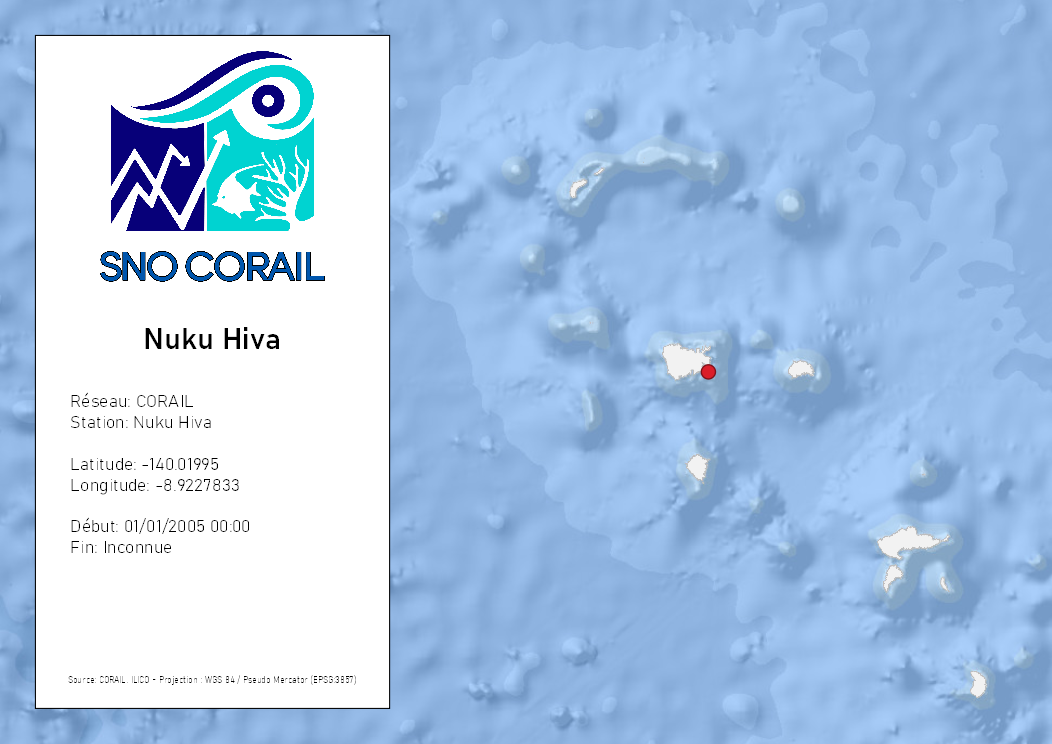 SNO CORAIL
Nuku Hiva
Réseau: CORAIL
Station: Nuku Hiva
Latitude: -140.01995
Longitude: -8.9227833
Début: 01/01/2005 00:00
Fin: Inconnue
Source: CORAIL, ILICO - Projection : WGS 84 / Pseudo Mercator (EPSG:3857)